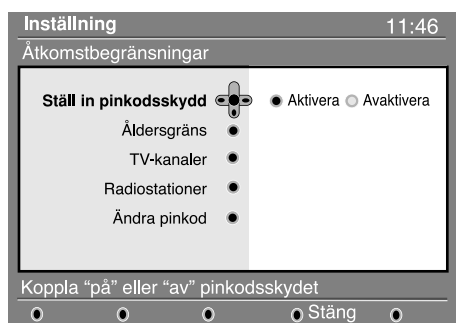 Inställning 11:46
Åtkomstbegränsningar
Ställ in pinkodsskydd Aktivera Avaktivera
Åldersgräns
TV-kanaler
Radiostationer
Ändra pinkod
Koppla “på” eller “av” pinkodsskydet
Stäng